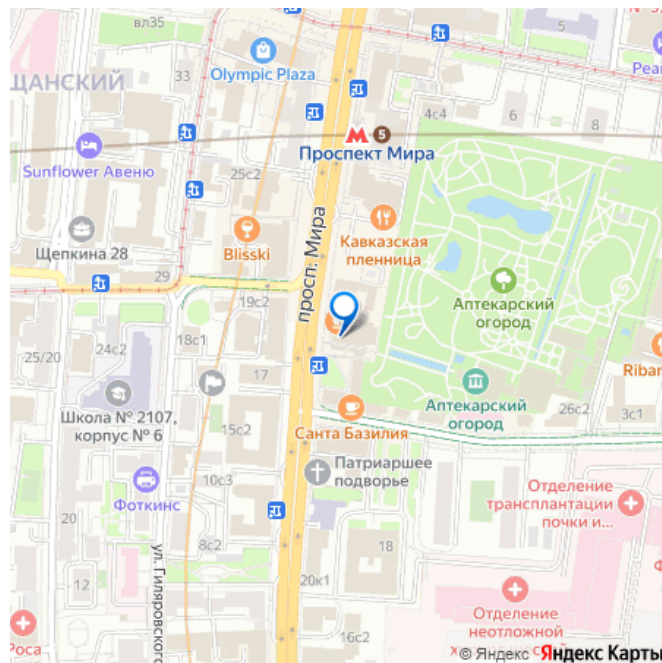 вл35
5
Olympic Plaza
33
Pear
ЩАНСКИЙ
4с4
6
8
5
Проспект Мира
Sunflower Авеню
25с2
просп. Мира
Кавказская
пленница
Щепкина 28
Blisski
29
19с2
Аптекарский
огород
18с1
24с2
25/20
17
Riban
Школа № 2107,
корпус № 6
Аптекарский
огород
26с2
3с1
15с2
Санта Базилия
Патриаршее
подворье
Отделение
трансплантации
почки и...
10с3
Фоткинс
20
8с2
18
ул. Гиляровского
12
20к1
Роса
16с2
Отделение
неотложной
© Яндекс Яндекс Карты